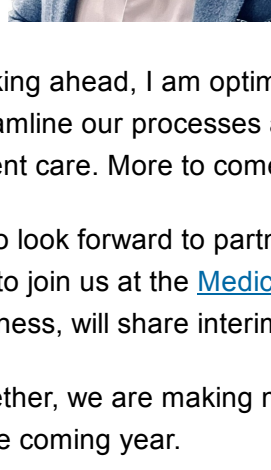 king ahead, I am optim
amline our processes a
ent care. More to come
o look forward to partn
to join us at the Medic
ness, will share interin
ether, we are making n
e coming year.